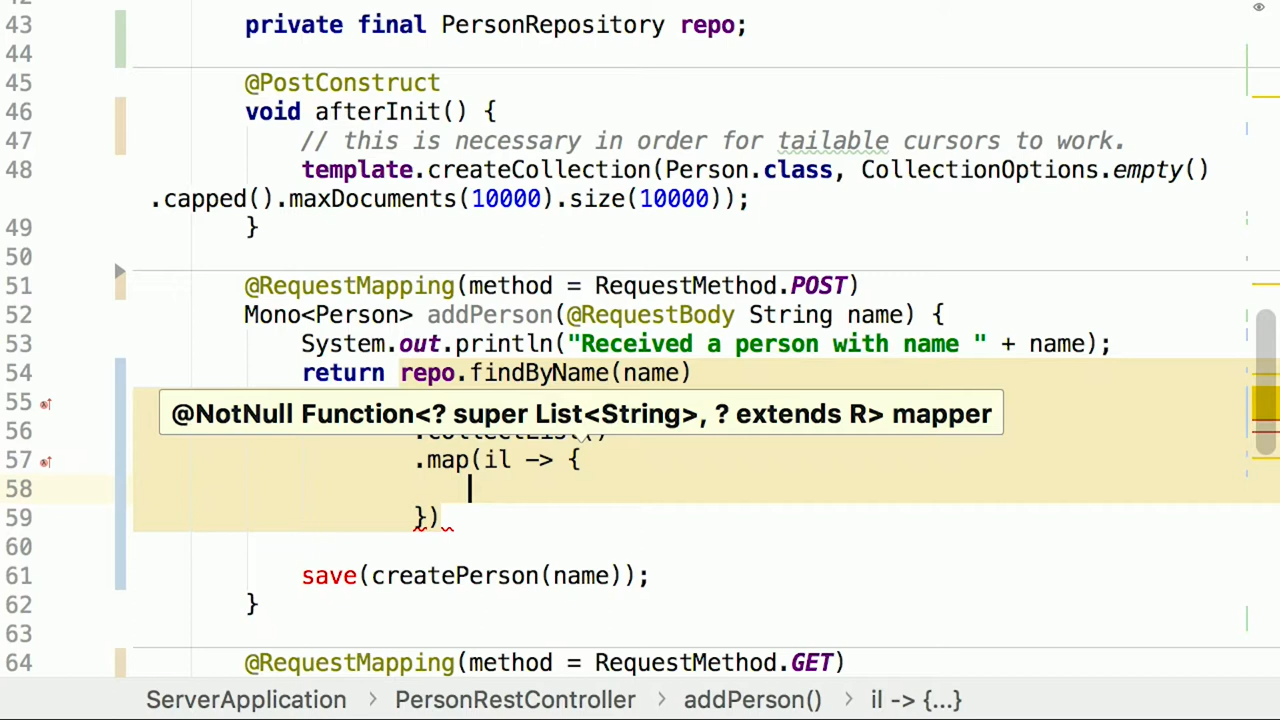 43 private final PersonRepository repo;
44
45 @PostConstruct
46 void afterInit() {
47 // this is necessary in order for tailable cursors to work.
48 template.createCollection(Person.class, CollectionOptions.empty()
.capped().maxDocuments(10000).size(10000));
49 }
50
51 @RequestMapping(method = RequestMethod.POST)
52 Mono<Person> addPerson(@RequestBody String name) {
53 System.out.println("Received a person with name " + name);
54 return repo.findByName(name)
55 @NotNull Function<? super List<String>, ? extends R> mapper
56 .collectList()
57 .map(il -> {
58
59 })
60
61 save(createPerson(name));
62 }
63
64 @RequestMapping(method = RequestMethod.GET)
ServerApplication > PersonRestController > addPerson() > il -> {...}